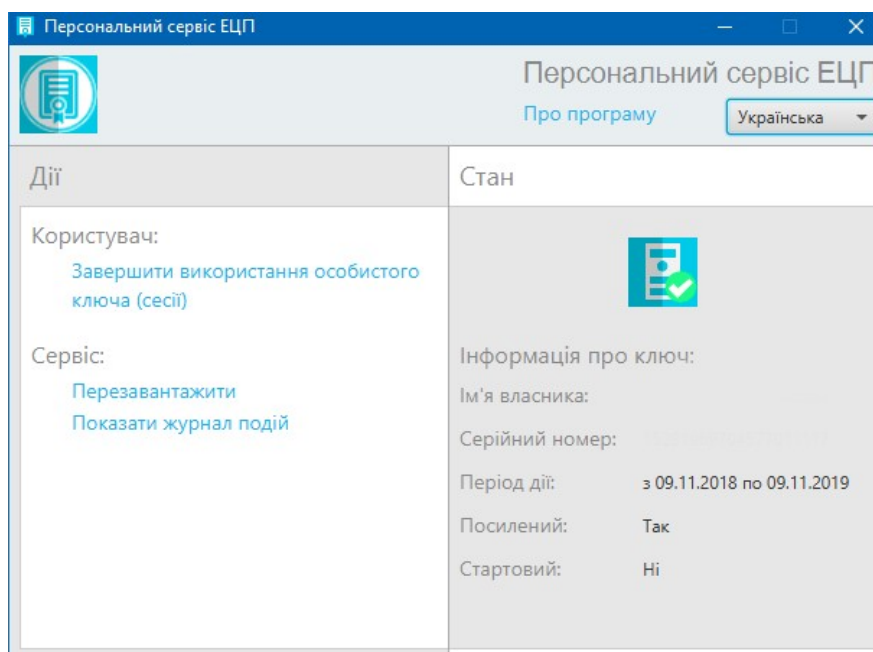 Персональний сервіс ЕЦП
Персональний сервіс ЕЦП
Про програму
Українська
Дії
Стан
Користувач:
Завершити використання особистого
ключа (сесії)
Сервіс:
Перезавантажити
Показати журнал подій
Інформація про ключ:
Ім'я власника:
Серійний номер:
Період дії: з 09.11.2018 по 09.11.2019
Посилений: Так
Стартовий: Ні